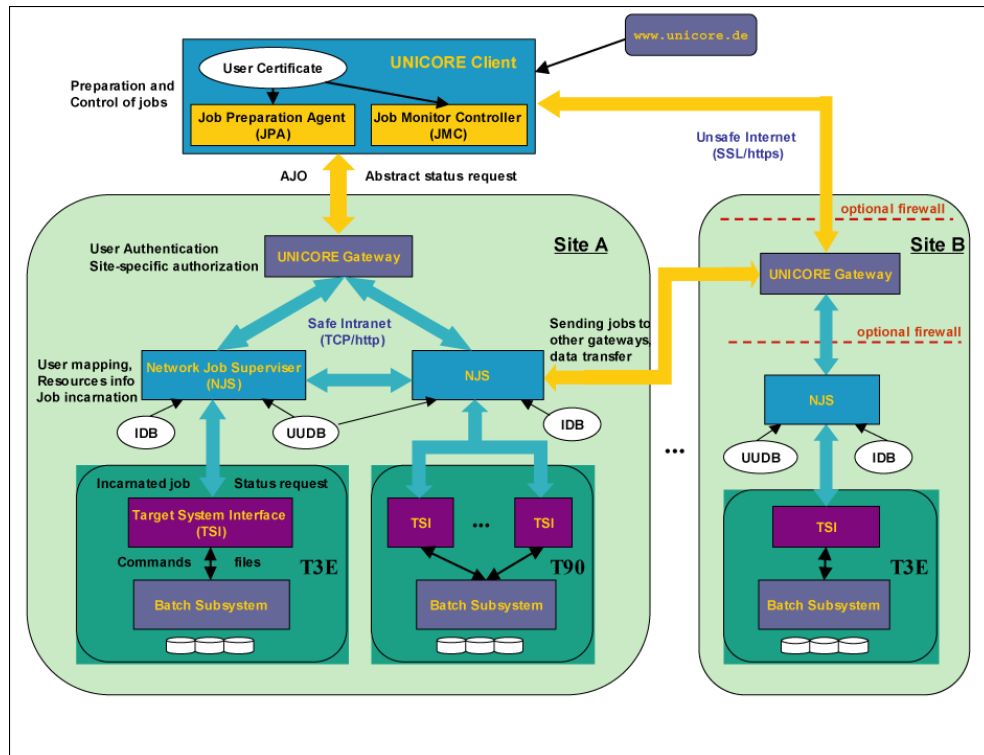 www.unicore.de
UNICORE Client
User Certificate
Preparation and
Control of jobs
Job Preparation Agent
(JPA)
Job Monitor Controller
(JMC)
Unsafe Internet
(SSL/https)
AJO
Abstract status request
optional firewall
Site A
Site B
User Authentication
Site-specific authorization
UNICORE Gateway
UNICORE Gateway
Safe Intranet
(TCP/http)
Sending jobs to
other gateways,
data transfer
optional firewall
User mapping,
Resources info
Job incarnation
Network Job Superviser
(NJS)
NJS
NJS
IDB
UUDB
IDB
...
UUDB
IDB
Incarnated job
Status request
Target System Interface
(TSI)
TSI
...
TSI
TSI
Commands
files
T3E
T90
T3E
Batch Subsystem
Batch Subsystem
Batch Subsystem